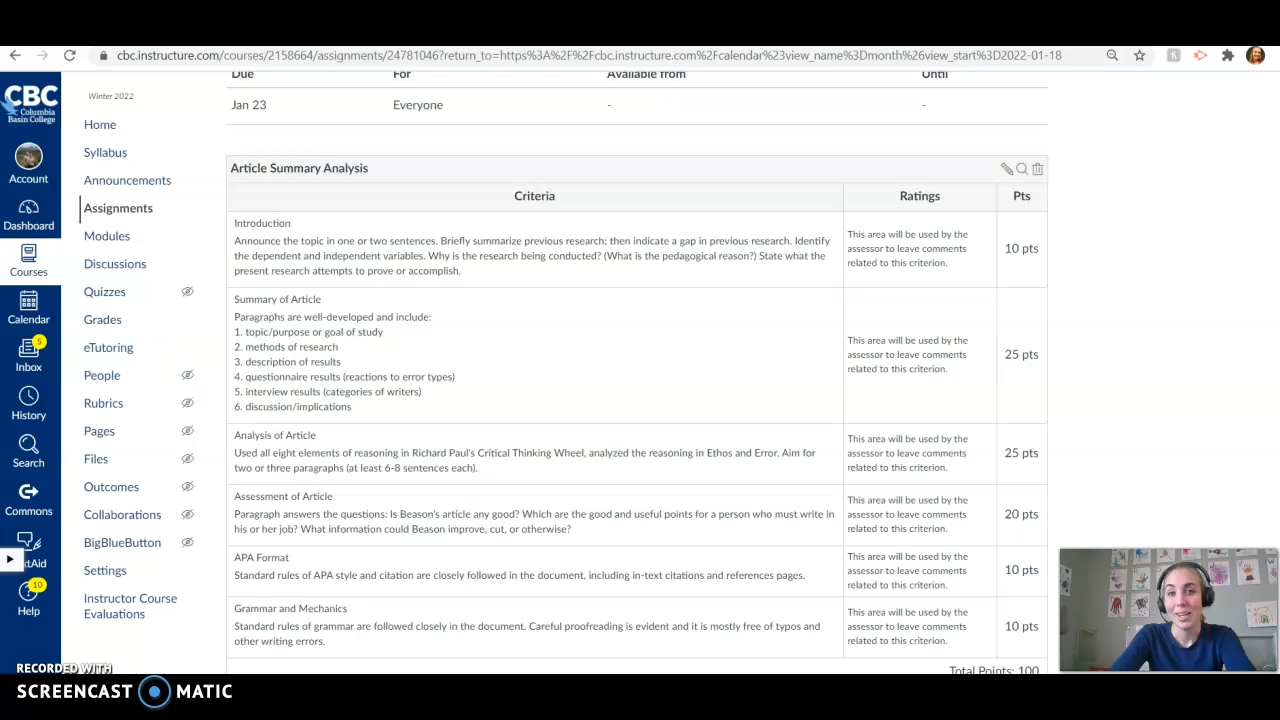 cbc.instructure.com/courses/2158664/assignments/24781046?return_to=https%3A%2F%2Fcbc.instructure.com%2Fcalendar%23view_name%3Dmonth%26view_start%3D2022-01-18
CBC
Columbia
Basin College
Account
Dashboard
Courses
Calendar
5
Inbox
History
Search
Commons
xtAid
10
Help
Winter 2022
Home
Syllabus
Announcements
Assignments
Modules
Discussions
Quizzes
Grades
eTutoring
People
Rubrics
Pages
Files
Outcomes
Collaborations
BigBlueButton
Settings
Instructor Course
Evaluations
Due For Available from Until
Jan 23 Everyone - -
Article Summary Analysis
Criteria Ratings Pts
Introduction
Announce the topic in one or two sentences. Briefly summarize previous research; then indicate a gap in previous research. Identify
the dependent and independent variables. Why is the research being conducted? (What is the pedagogical reason?) State what the
present research attempts to prove or accomplish.
This area will be used by the
assessor to leave comments
related to this criterion.
10 pts
Summary of Article
Paragraphs are well-developed and include:
1. topic/purpose or goal of study
2. methods of research
3. description of results
4. questionnaire results (reactions to error types)
5. interview results (categories of writers)
6. discussion/implications
This area will be used by the
assessor to leave comments
related to this criterion.
25 pts
Analysis of Article
Used all eight elements of reasoning in Richard Paul's Critical Thinking Wheel, analyzed the reasoning in Ethos and Error. Aim for
two or three paragraphs (at least 6-8 sentences each).
This area will be used by the
assessor to leave comments
related to this criterion.
25 pts
Assessment of Article
Paragraph answers the questions: Is Beason's article any good? Which are the good and useful points for a person who must write in
his or her job? What information could Beason improve, cut, or otherwise?
This area will be used by the
assessor to leave comments
related to this criterion.
20 pts
APA Format
Standard rules of APA style and citation are closely followed in the document, including in-text citations and references pages.
This area will be used by the
assessor to leave comments
related to this criterion.
10 pts
Grammar and Mechanics
Standard rules of grammar are followed closely in the document. Careful proofreading is evident and it is mostly free of typos and
other writing errors.
This area will be used by the
assessor to leave comments
related to this criterion.
10 pts
Total Points: 100
RECORDED WITH
SCREENCAST MATIC